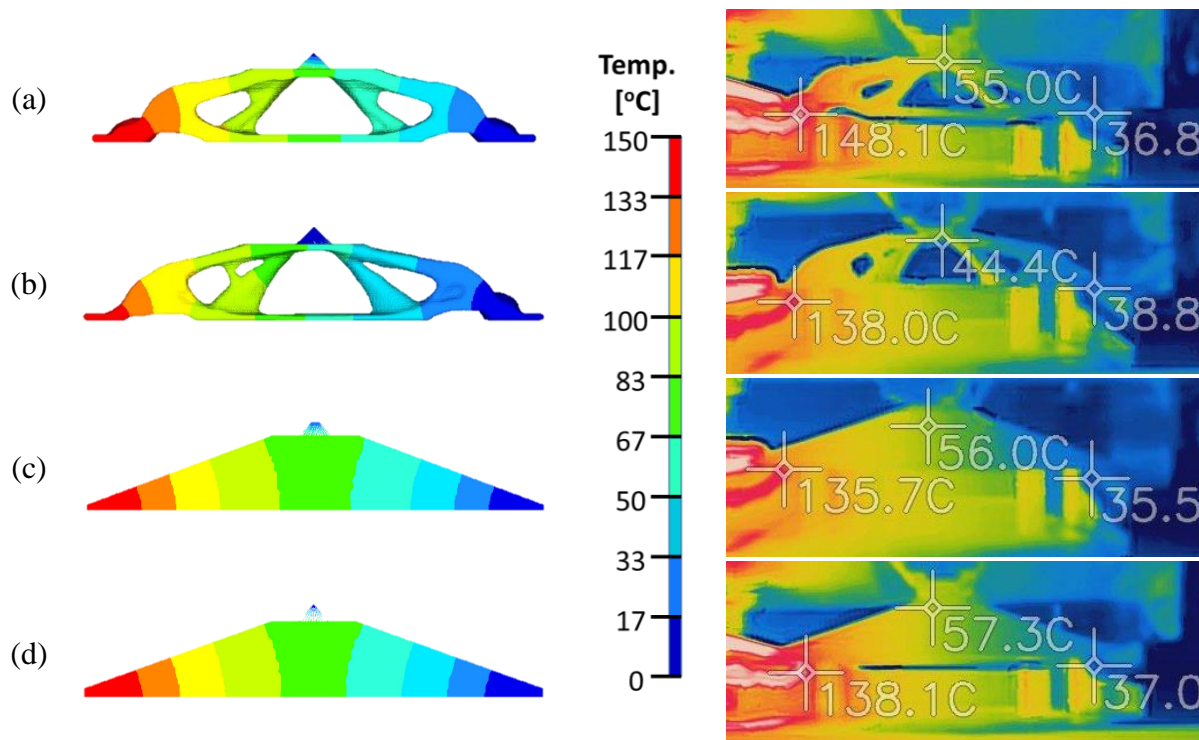 (a)
(b)
(c)
(d)
Temp.
[ºC]
150
133
117
100
83
67
50
33
17
0
55.0C
148.1C
36.8
44.4C
138.0C
38.8
56.0C
135.7C
35.5
57.3C
138.1C
37.0